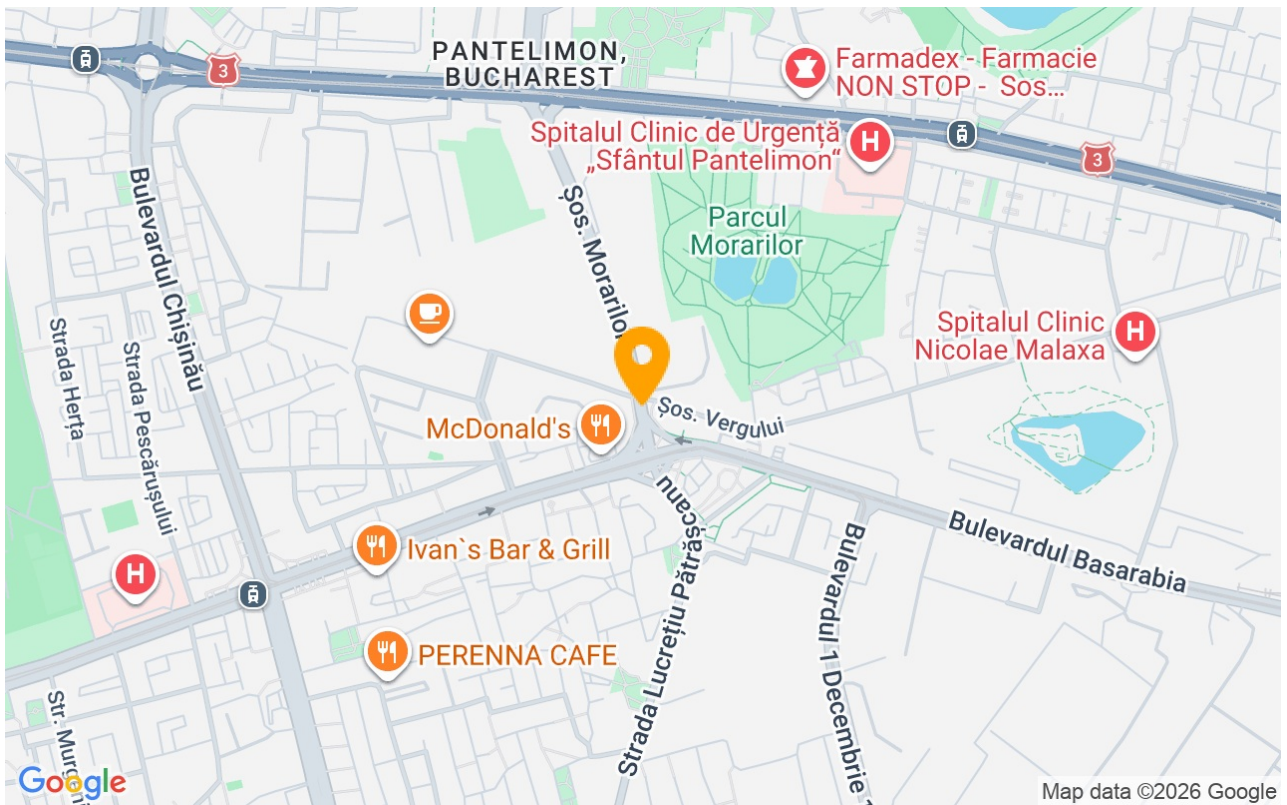 PANTELIMON,
BUCHAREST
3
Farmadex - Farmacie
NON STOP - Sos...
Spitalul Clinic de Urgență
„Sfântul Pantelimon“
H
3
Bulevardul Chișinău
Șos. Morarilor
Parcul
Morarilor
Strada Herța
Strada Pescărușului
Spitalul Clinic
Nicolae Malaxa
H
McDonald's
Șos. Vergului
Strada Lucrețiu Pătrășcanu
Bulevardul Basarabia
Ivan`s Bar & Grill
H
Bulevardul 1 Decembrie 1
PERENNA CAFE
Str.
Google
Map data ©2026 Google